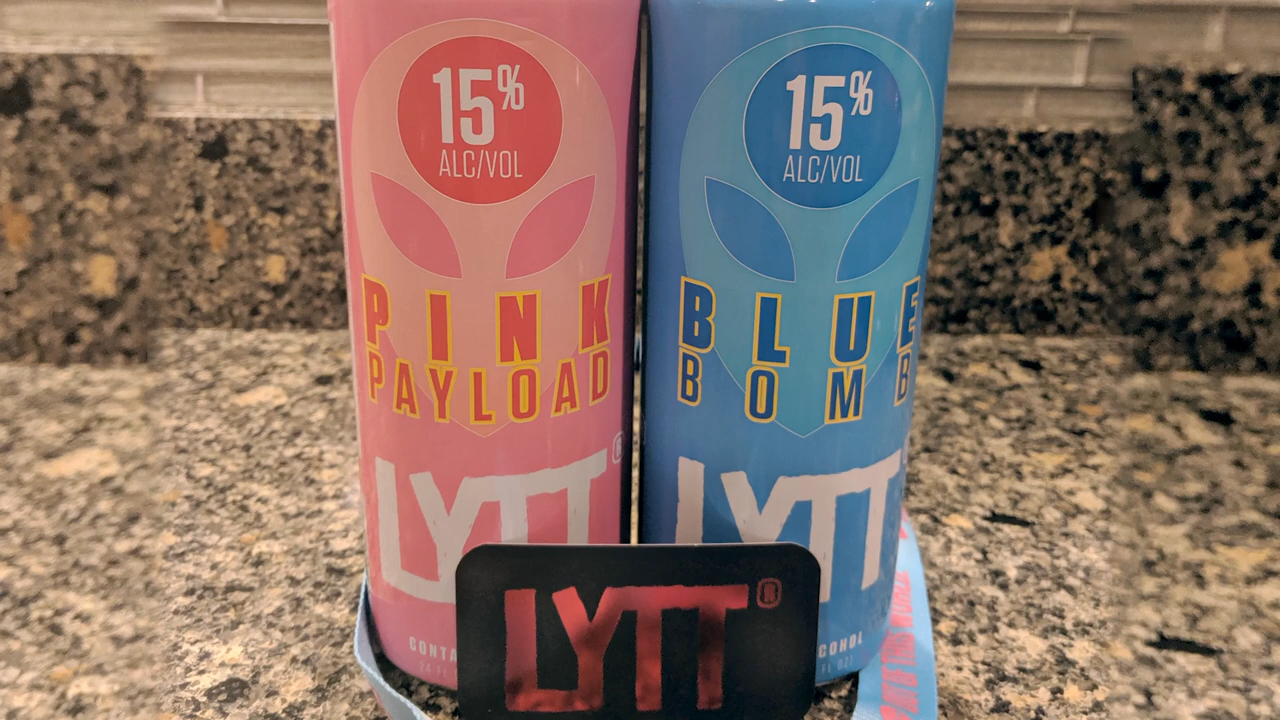 15%
ALC/VOL
PINK
PAYLOAD
LYTT®
15%
ALC/VOL
BLUE
BOMB
LYTT
LYTT®